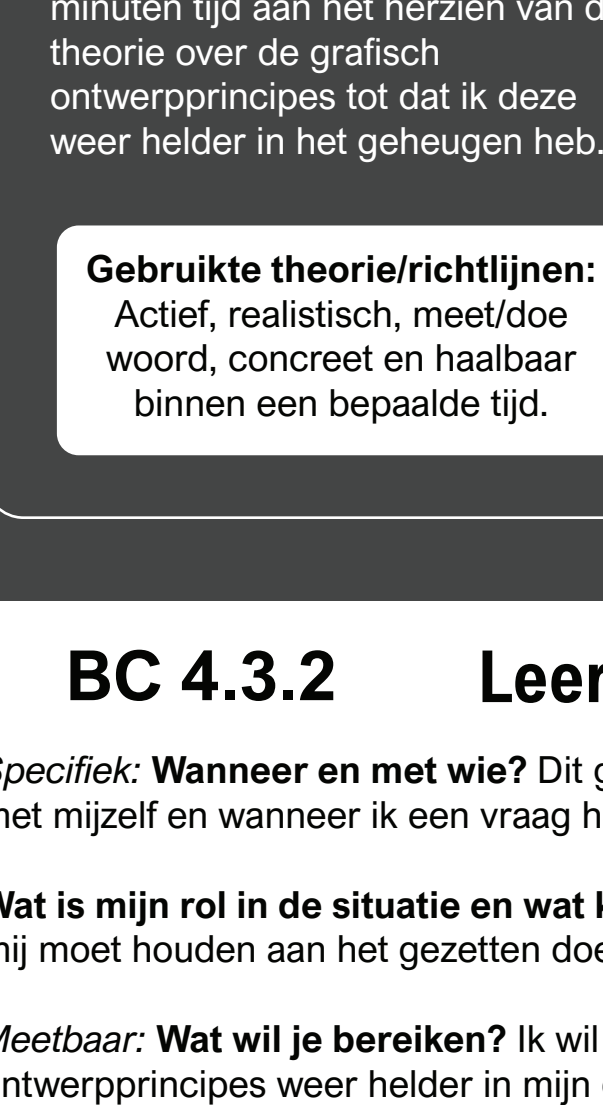 minuten tijd aan het herzien van d
theorie over de grafisch
ontwerpprincipes tot dat ik deze
weer helder in het geheugen heb.
Gebruikte theorie/richtlijnen:
Actief, realistisch, meet/doe
woord, concreet en haalbaar
binnen een bepaalde tijd.
BC 4.3.2 Leer
Specifiek: Wanneer en met wie? Dit g
met mijzelf en wanneer ik een vraag h
Wat is mijn rol in de situatie en wat k
mij moet houden aan het gezetten doe
Meetbaar: Wat wil je bereiken? Ik wil
ontwerpprincipes weer helder in mijn